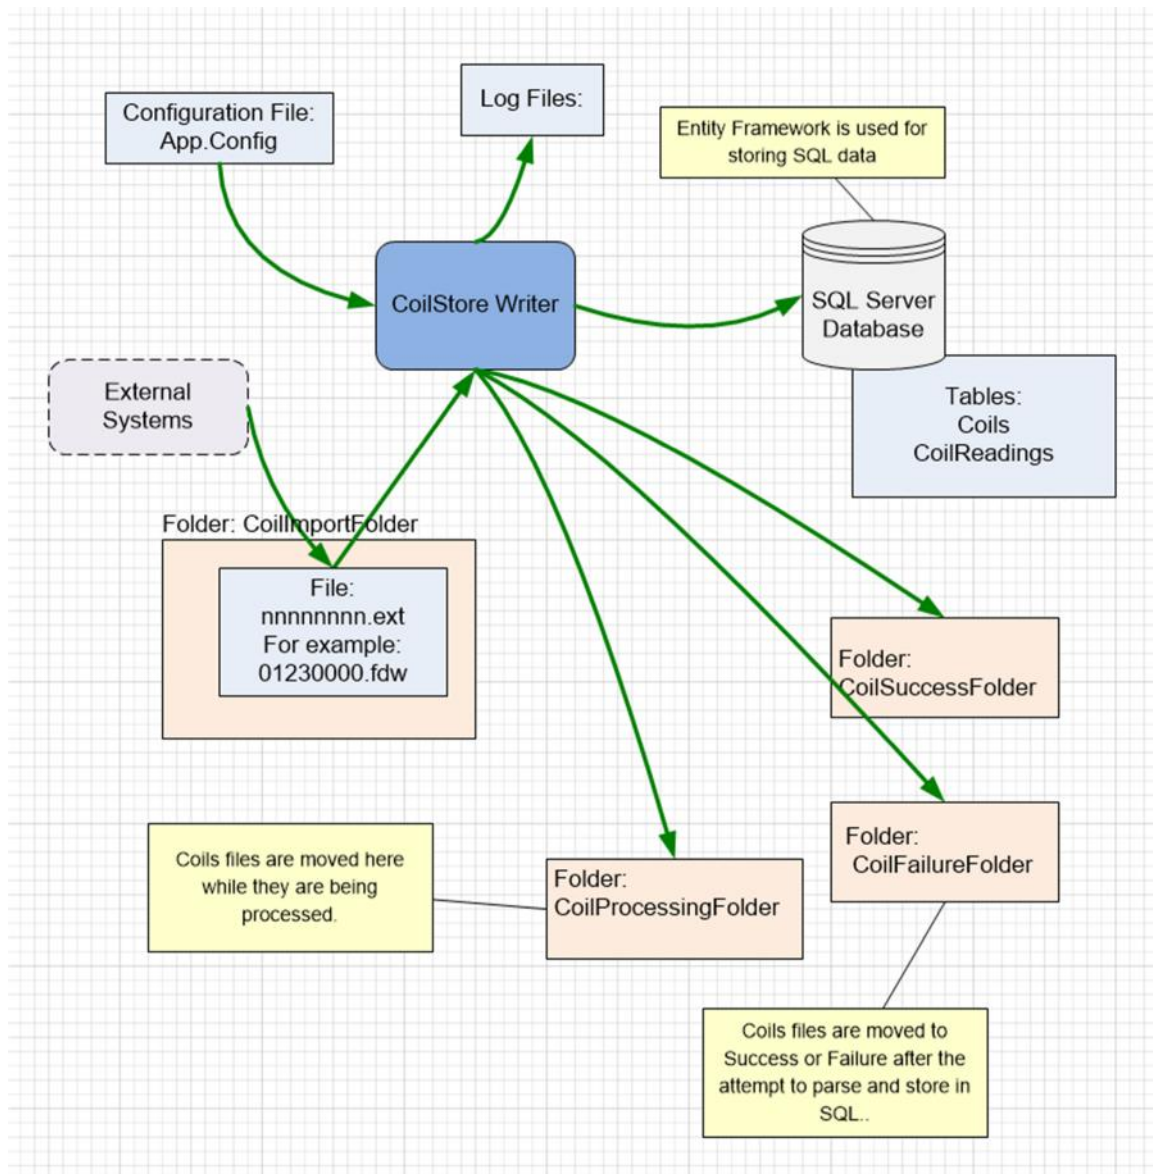 Configuration File:
App.Config
Log Files:
Entity Framework is used for
storing SQL data
CoilStore Writer
SQL Server
Database
External
Systems
Tables:
Coils
CoilReadings
Folder: CoilImportFolder
File:
nnnnnnnn.ext
For example:
01230000.fdw
Folder:
CoilSuccessFolder
Folder:
CoilFailureFolder
Coils files are moved here
while they are being
processed.
Folder:
CoilProcessingFolder
Coils files are moved to
Success or Failure after the
attempt to parse and store in
SQL..